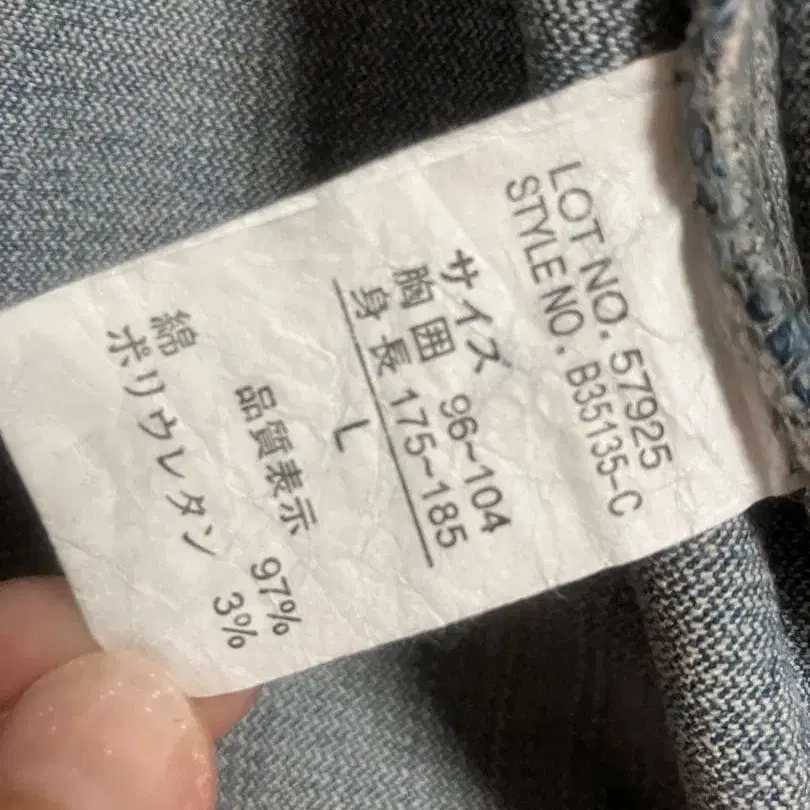 LOT NO. 57925
STYLE NO. B35135-C
サイズ
胸囲 96~104
身長 175~185
L
品質表示
綿 97%
ポリウレタン 3%